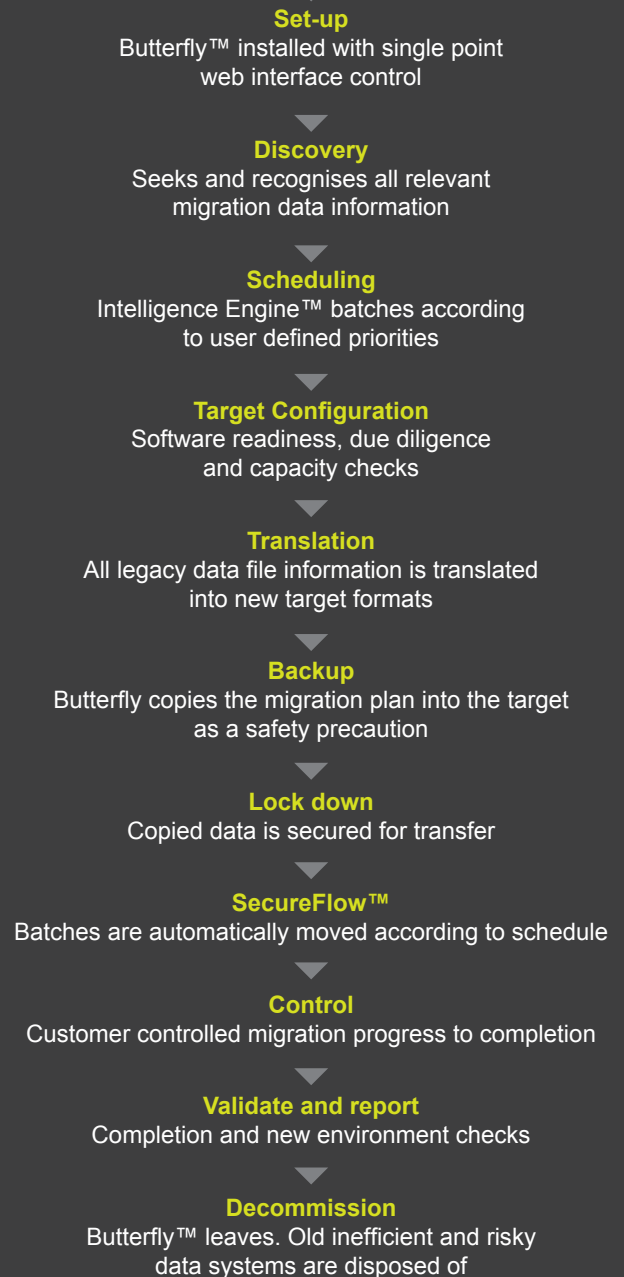 Set-up
Butterfly™ installed with single point
web interface control
Discovery
Seeks and recognises all relevant
migration data information
Scheduling
Intelligence Engine™ batches according
to user defined priorities
Target Configuration
Software readiness, due diligence
and capacity checks
Translation
All legacy data file information is translated
into new target formats
Backup
Butterfly copies the migration plan into the target
as a safety precaution
Lock down
Copied data is secured for transfer
SecureFlow™
Batches are automatically moved according to schedule
Control
Customer controlled migration progress to completion
Validate and report
Completion and new environment checks
Decommission
Butterfly™ leaves. Old inefficient and risky
data systems are disposed of